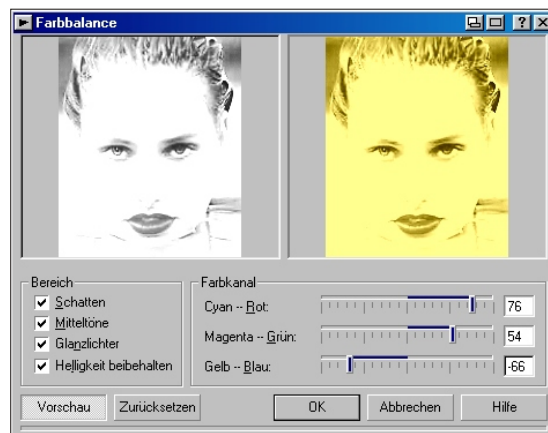 Farbbalance
Bereich
Schatten
Mitteltöne
Glanzlichter
Helligkeit beibehalten
Farbkanal
Cyan -- Rot: 76
Magenta -- Grün: 54
Gelb -- Blau: -66
Vorschau Zurücksetzen OK Abbrechen Hilfe